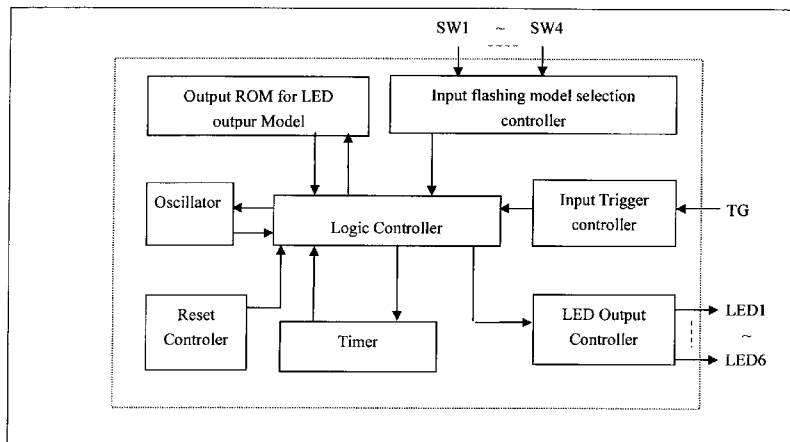 SW1 ~ SW4
Output ROM for LED
outpur Model
Input flashing model selection
controller
Oscillator
Logic Controller
Input Trigger
controller
TG
Reset
Controler
Timer
LED Output
Controller
LED1
~
LED6